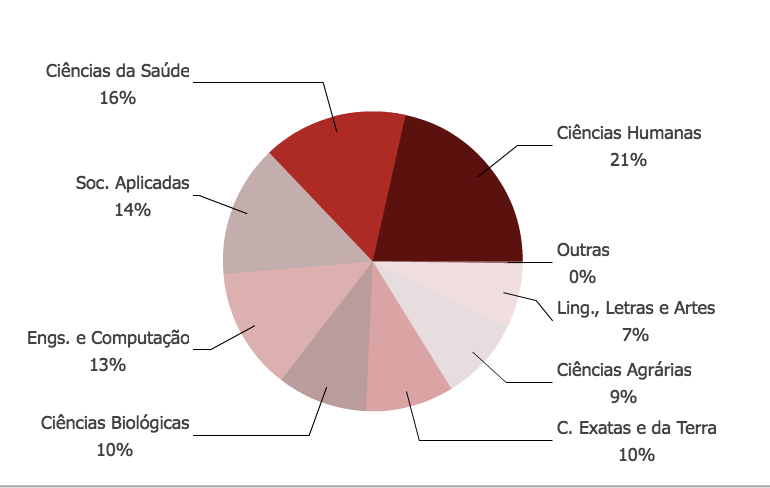 Ciências da Saúde
16%
Ciências Humanas
21%
Soc. Aplicadas
14%
Outras
0%
Ling., Letras e Artes
7%
Engs. e Computação
13%
Ciências Agrárias
9%
Ciências Biológicas
10%
C. Exatas e da Terra
10%